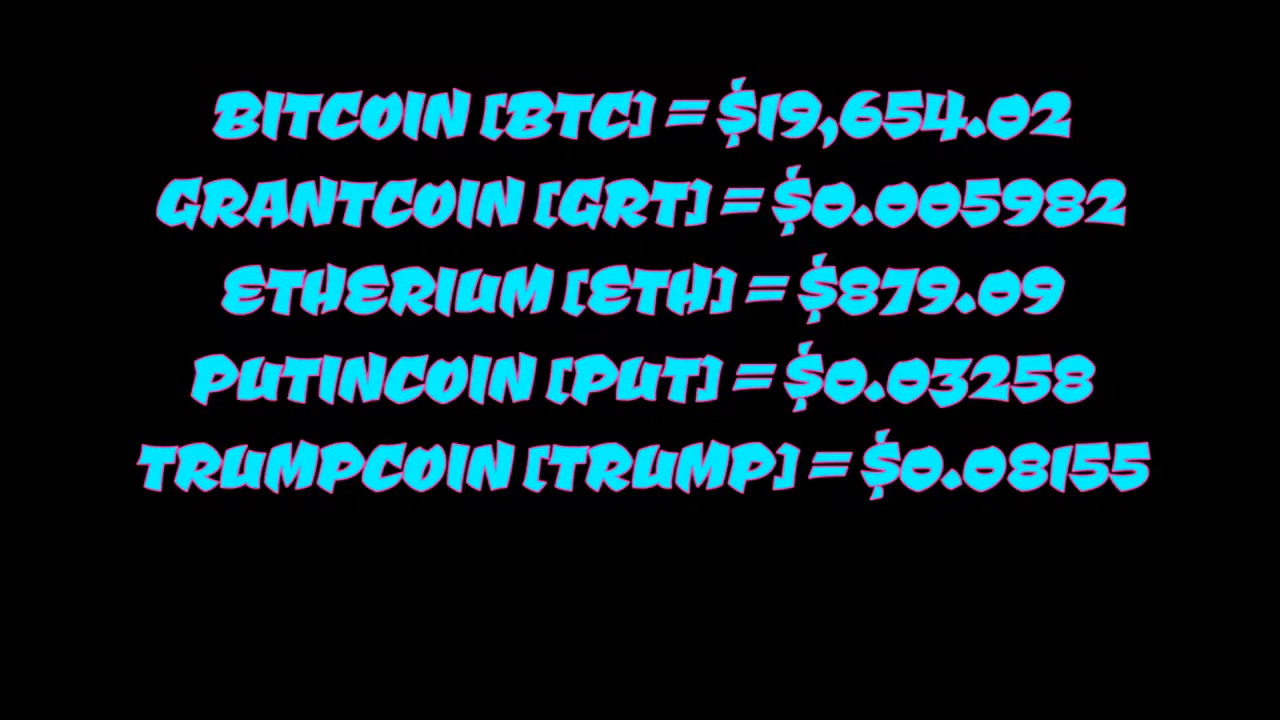 BITCOIN [BTC] = $19,654.02
GRANTCOIN [GRT] = $0.005982
ETHERIUM [ETH] = $879.09
PUTINCOIN [PUT] = $0.03258
TRUMPCOIN [TRUMP] = $0.08155